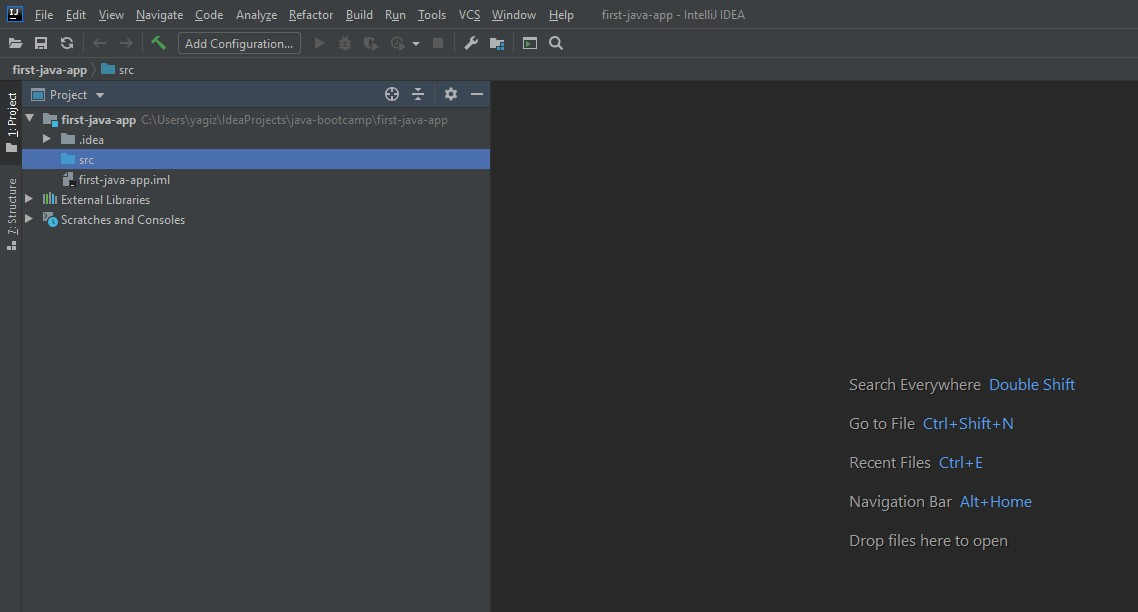 IJ File Edit View Navigate Code Analyze Refactor Build Run Tools VCS Window Help first-java-app - IntelliJ IDEA
Add Configuration...
first-java-app src
1: Project
Project
first-java-app C:\Users\yagiz\IdeaProjects\java-bootcamp\first-java-app
.idea
src
first-java-app.iml
7: Structure
External Libraries
Scratches and Consoles
Search Everywhere Double Shift
Go to File Ctrl+Shift+N
Recent Files Ctrl+E
Navigation Bar Alt+Home
Drop files here to open